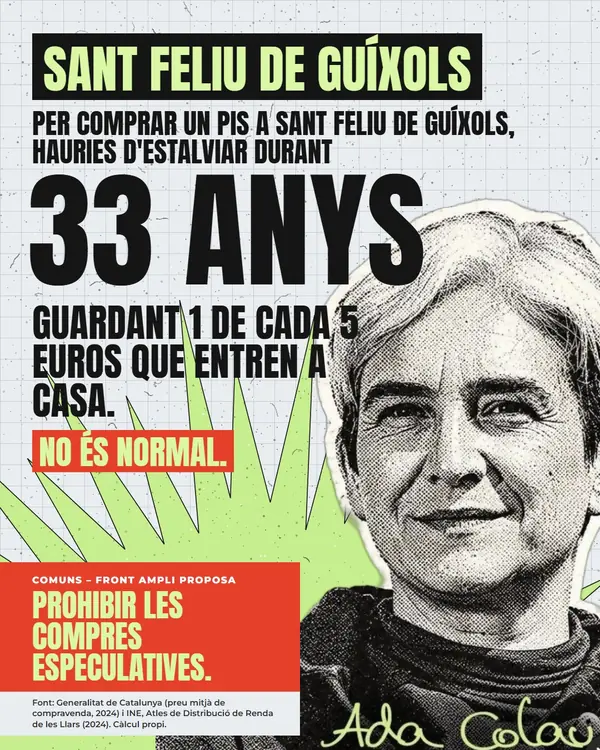 SANT FELIU DE GUÍXOLS
PER COMPRAR UN PIS A SANT FELIU DE GUÍXOLS,
HAURIES D'ESTALVIAR DURANT
33 ANYS
GUARDANT 1 DE CADA 5
EUROS QUE ENTREN A
CASA.
NO ÉS NORMAL.
COMUNS – FRONT AMPLI PROPOSA
PROHIBIR LES
COMPRES
ESPECULATIVES.
Font: Generalitat de Catalunya (preu mitjà de
compravenda, 2024) i INE, Atles de Distribució de Renda
de les Llars (2024). Càlcul propi.
Ada Colau